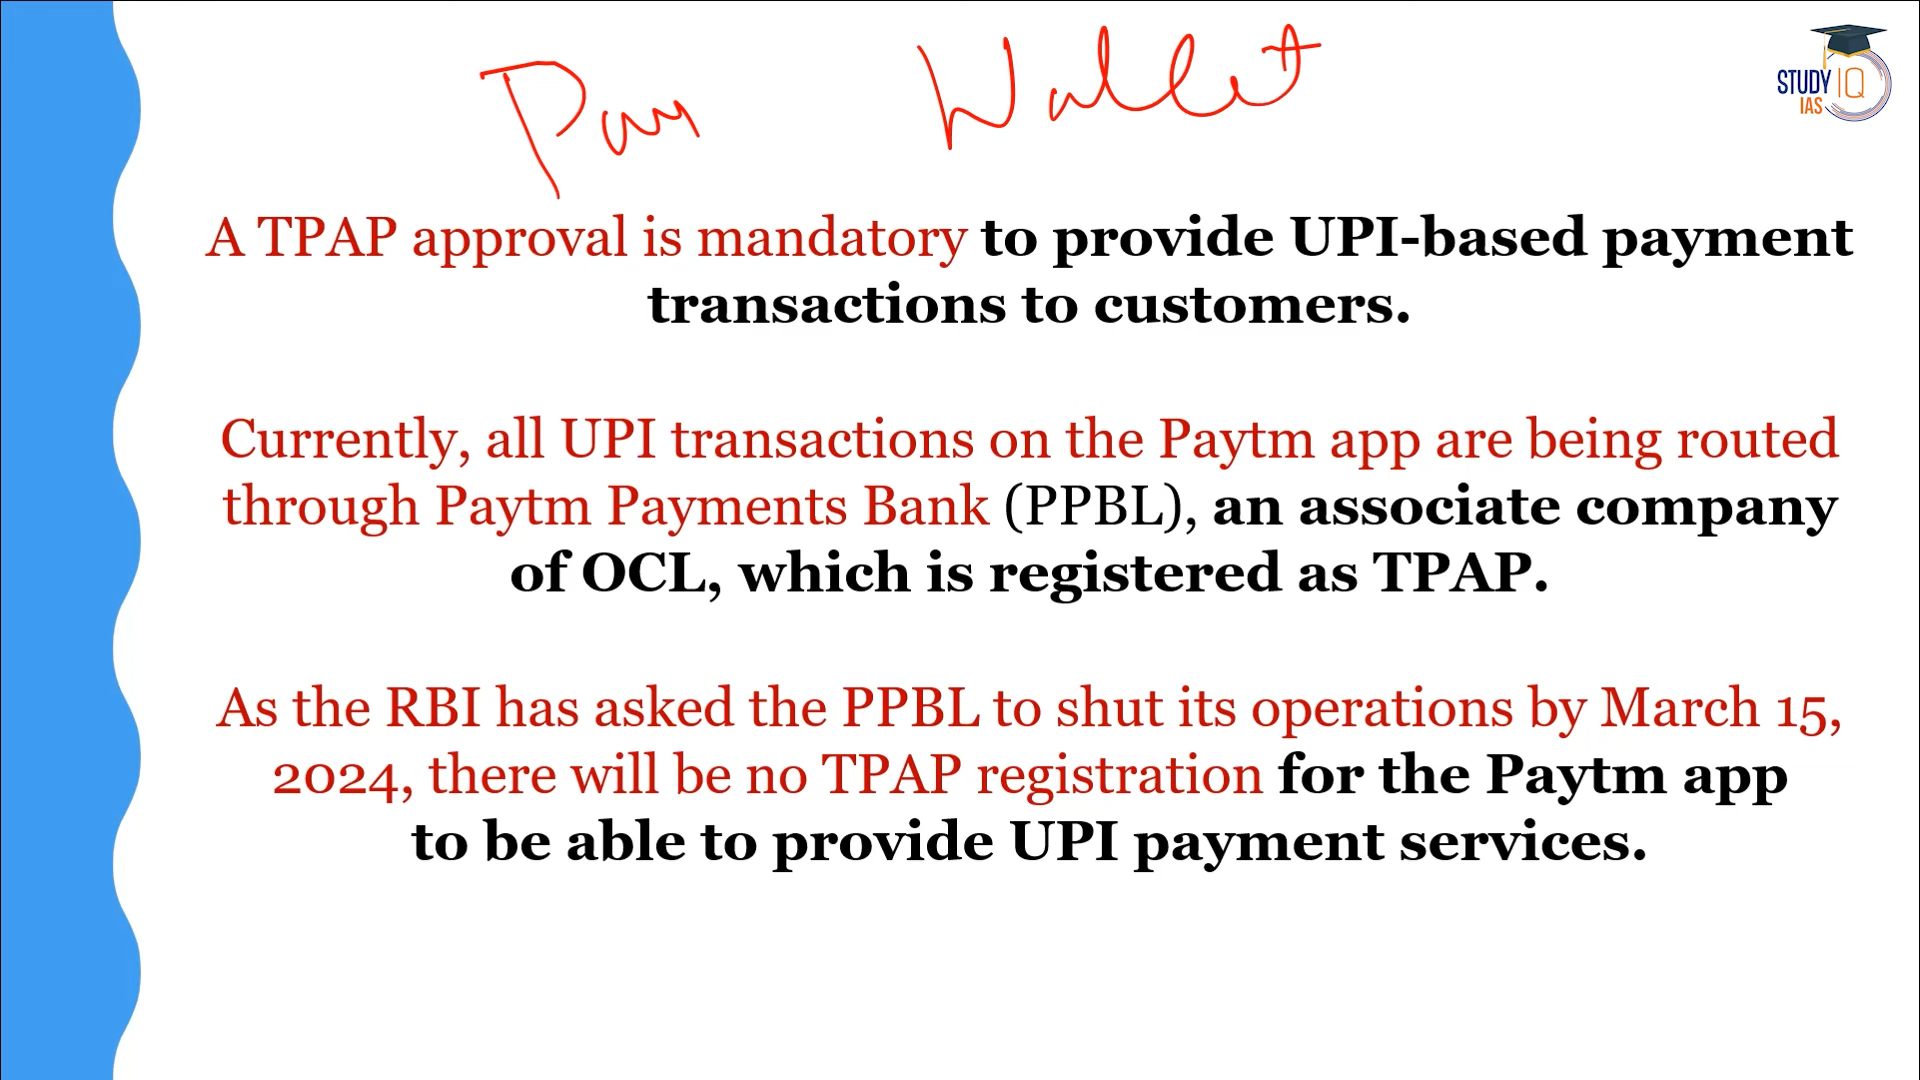 Pay Wallet
STUDY IQ
IAS
A TPAP approval is mandatory to provide UPI-based payment
transactions to customers.
Currently, all UPI transactions on the Paytm app are being routed
through Paytm Payments Bank (PPBL), an associate company
of OCL, which is registered as TPAP.
As the RBI has asked the PPBL to shut its operations by March 15,
2024, there will be no TPAP registration for the Paytm app
to be able to provide UPI payment services.